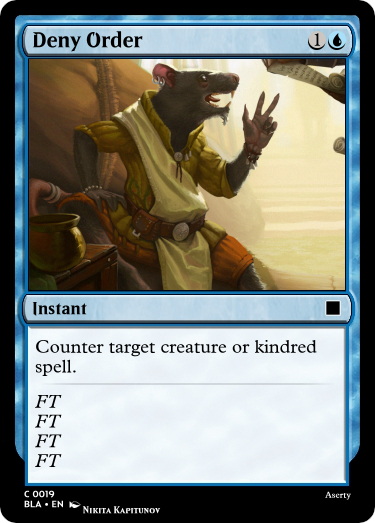 Deny Order 1
Instant
Counter target creature or kindred
spell.
FT
FT
FT
FT
C 0019
Aserty
BLA • EN Nikita Kapitunov